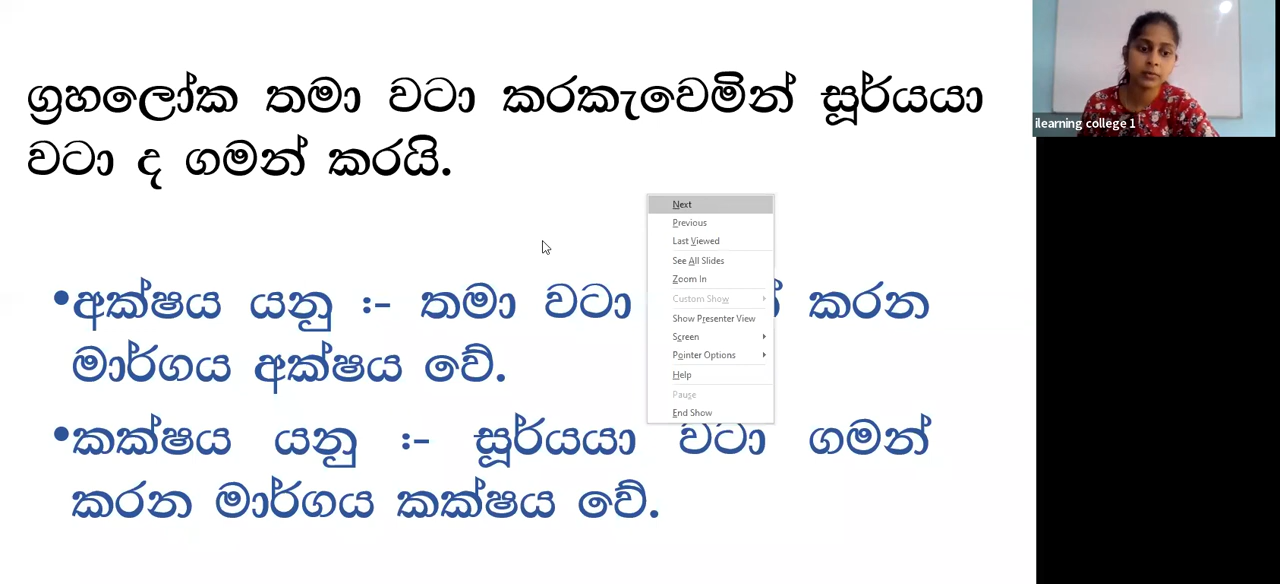 ග්‍රහලෝක තමා වටා කරකැවෙමින් සූර්යයා
වටා ද ගමන් කරයි.
•අක්ෂය යනු :- තමා වටා කරන
මාර්ගය අක්ෂය වේ.
•කක්ෂය යනු :- සූර්යයා වටා ගමන්
කරන මාර්ගය කක්ෂය වේ.
Next
Previous
Last Viewed
See All Slides
Zoom In
Custom Show
Show Presenter View
Screen
Pointer Options
Help
Pause
End Show
ilearning college 1